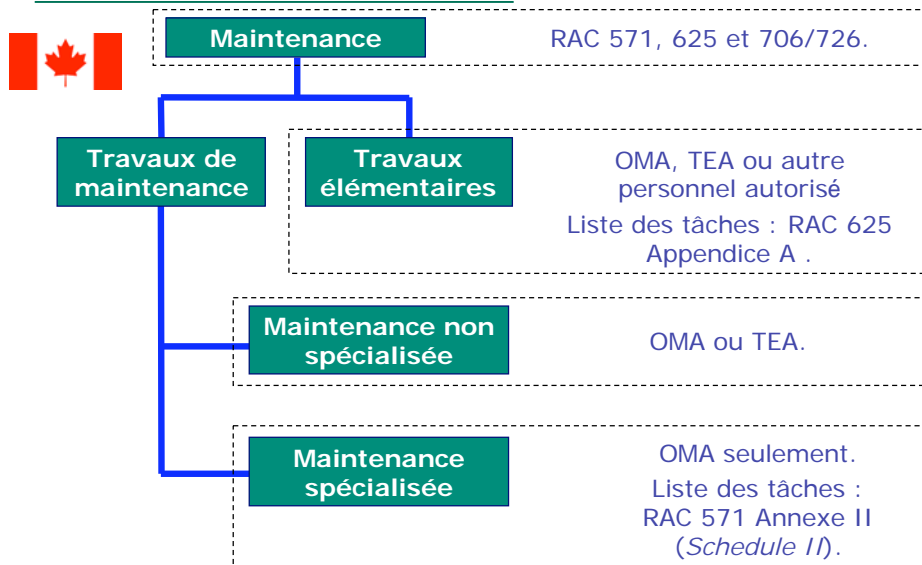 Maintenance
RAC 571, 625 et 706/726.
Travaux de
maintenance
Travaux
élémentaires
OMA, TEA ou autre
personnel autorisé
Liste des tâches : RAC 625
Appendice A .
Maintenance non
spécialisée
OMA ou TEA.
Maintenance
spécialisée
OMA seulement.
Liste des tâches :
RAC 571 Annexe II
(Schedule II).